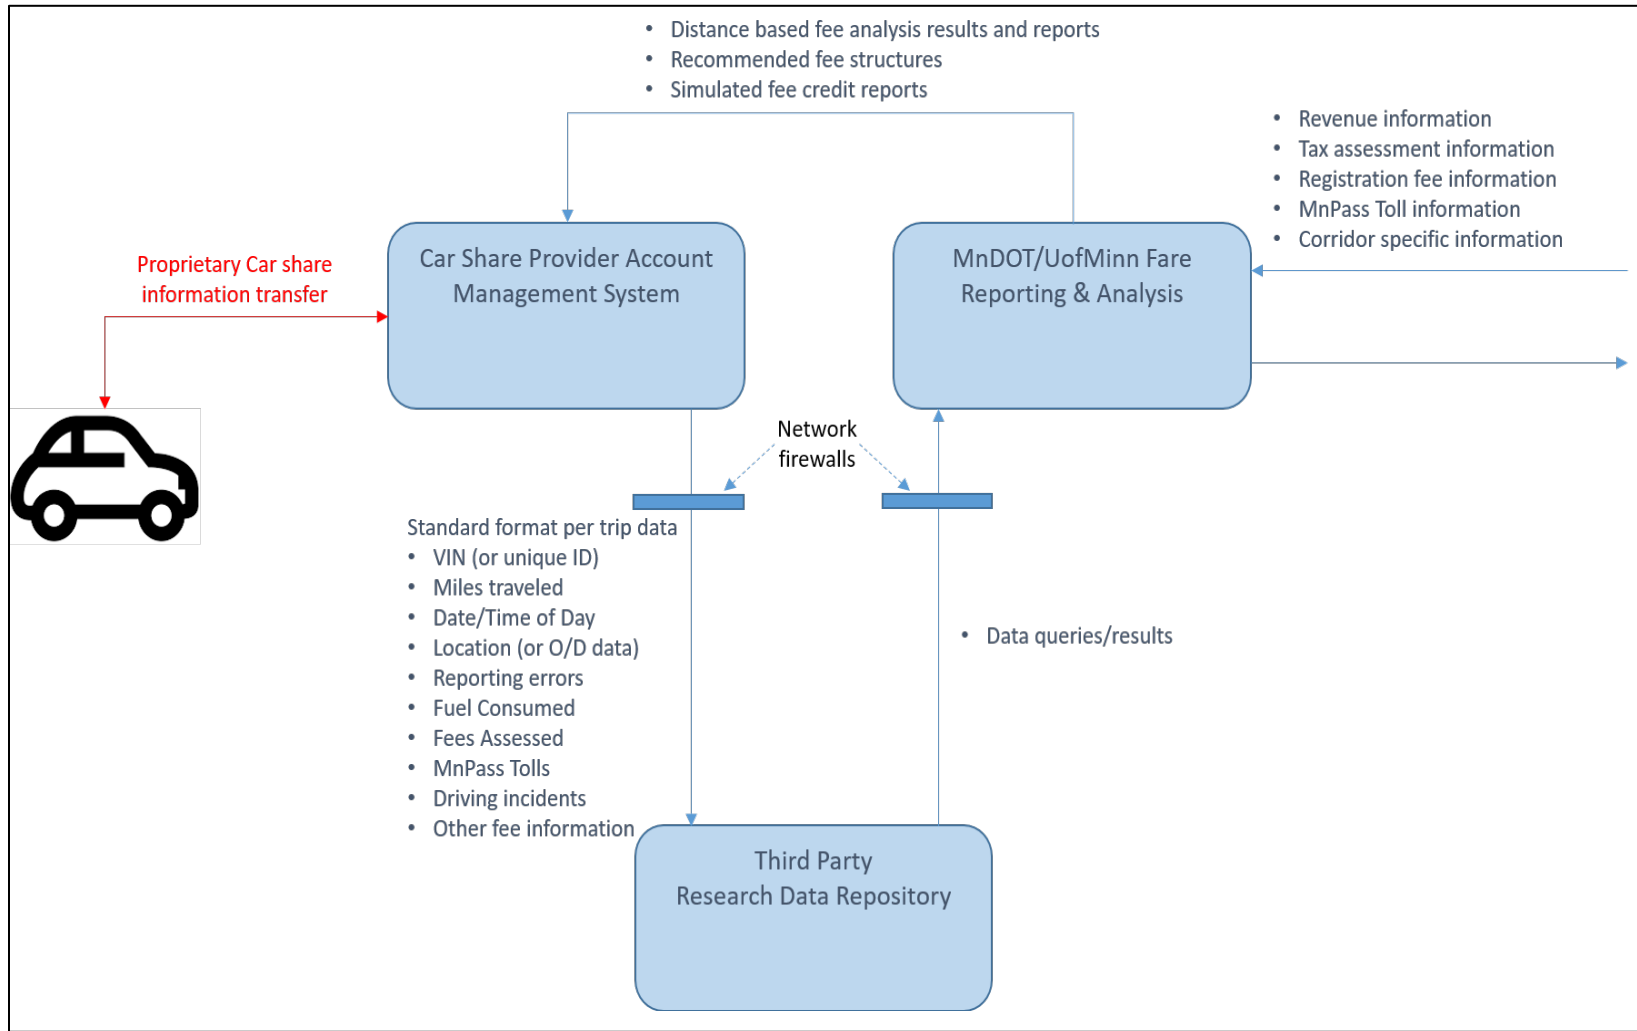 • Distance based fee analysis results and reports
• Recommended fee structures
• Simulated fee credit reports
• Revenue information
• Tax assessment information
• Registration fee information
• MnPass Toll information
• Corridor specific information
Proprietary Car share
information transfer
Car Share Provider Account
Management System
MnDOT/UofMinn Fare
Reporting & Analysis
Network
firewalls
Standard format per trip data
• VIN (or unique ID)
• Miles traveled
• Date/Time of Day
• Location (or O/D data)
• Reporting errors
• Fuel Consumed
• Fees Assessed
• MnPass Tolls
• Driving incidents
• Other fee information
• Data queries/results
Third Party
Research Data Repository